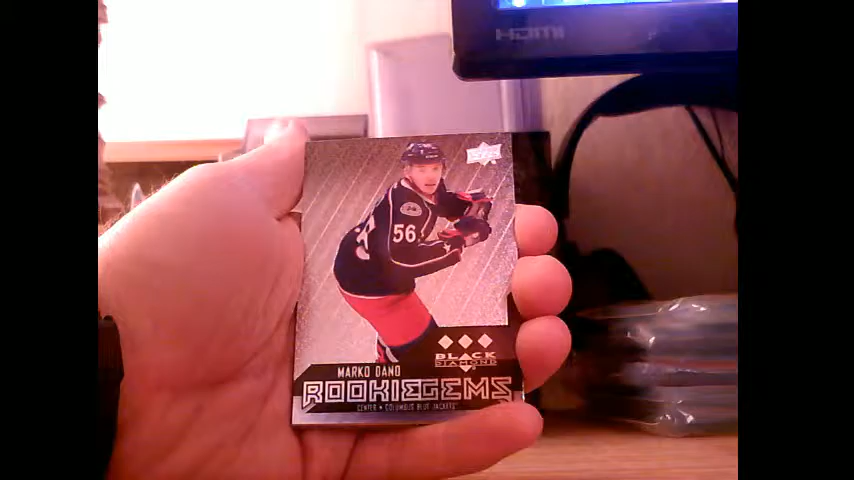 HDMI
56
MARKO DANO
BLACK
DIAMOND
ROOKIE GEMS
CENTER • COLUMBUS BLUE JACKETS